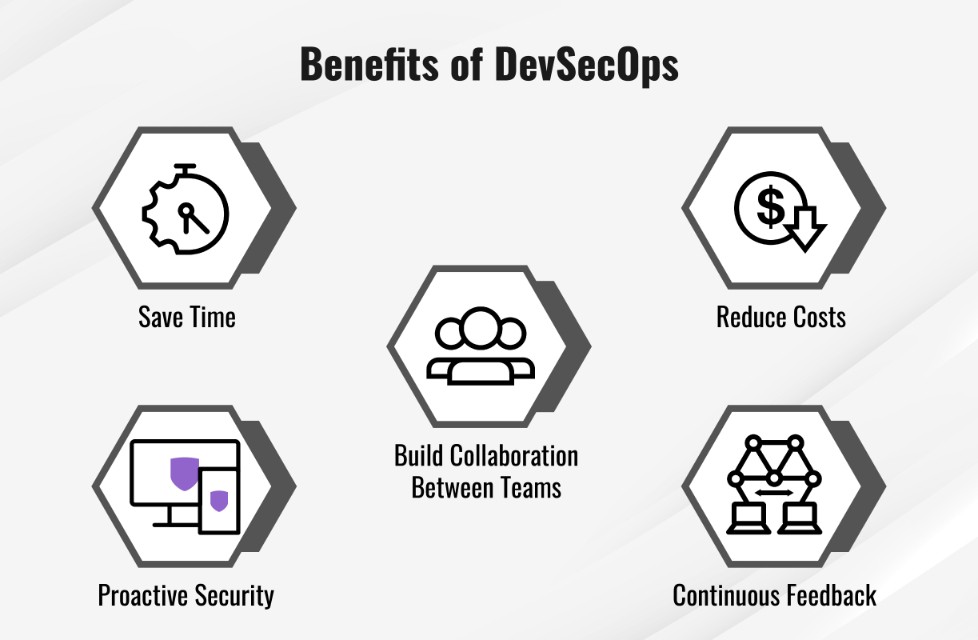 Benefits of DevSecOps
Save Time
Reduce Costs
$
Build Collaboration
Between Teams
Proactive Security
Continuous Feedback